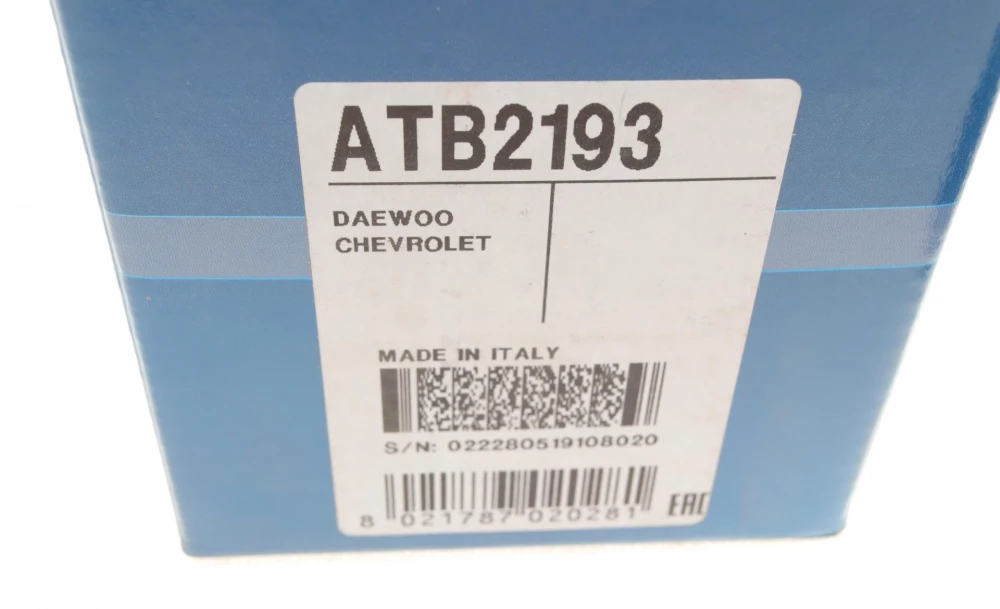 ATB2193
DAEWOO
CHEVROLET
MADE IN ITALY
S/N: 022280519108020
8 021787 020281
EAC